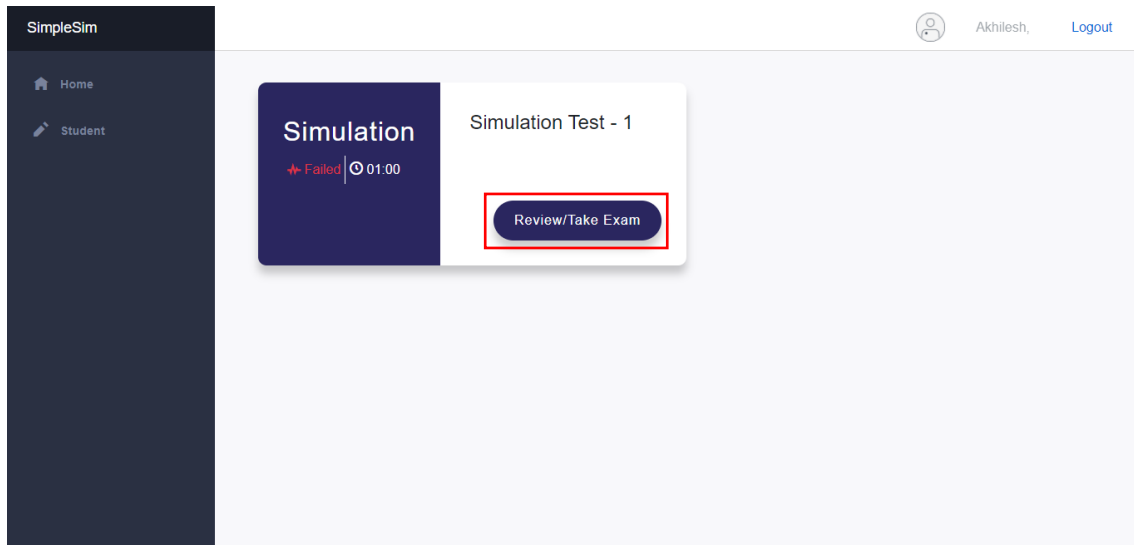 SimpleSim
Akhilesh, Logout
Home
Student
Simulation
Failed 01:00
Simulation Test - 1
Review/Take Exam